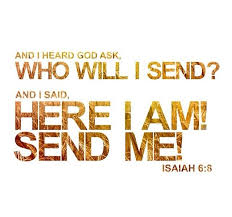 AND I HEARD GOD ASK,
WHO WILL I SEND?
AND I SAID,
HERE I AM!
SEND ME!
ISAIAH 6:8